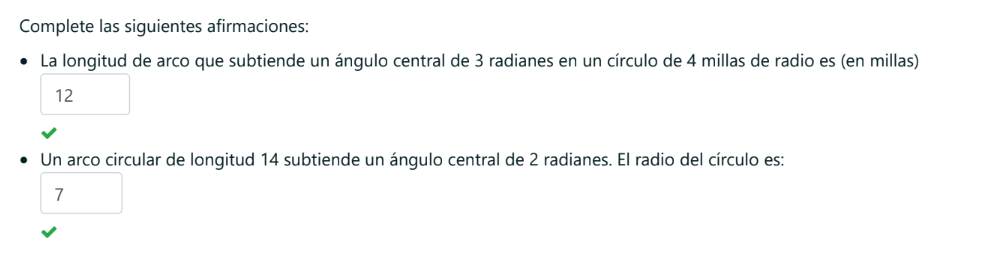 Complete las siguientes afirmaciones:
• La longitud de arco que subtiende un ángulo central de 3 radianes en un círculo de 4 millas de radio es (en millas)
12
• Un arco circular de longitud 14 subtiende un ángulo central de 2 radianes. El radio del círculo es:
7